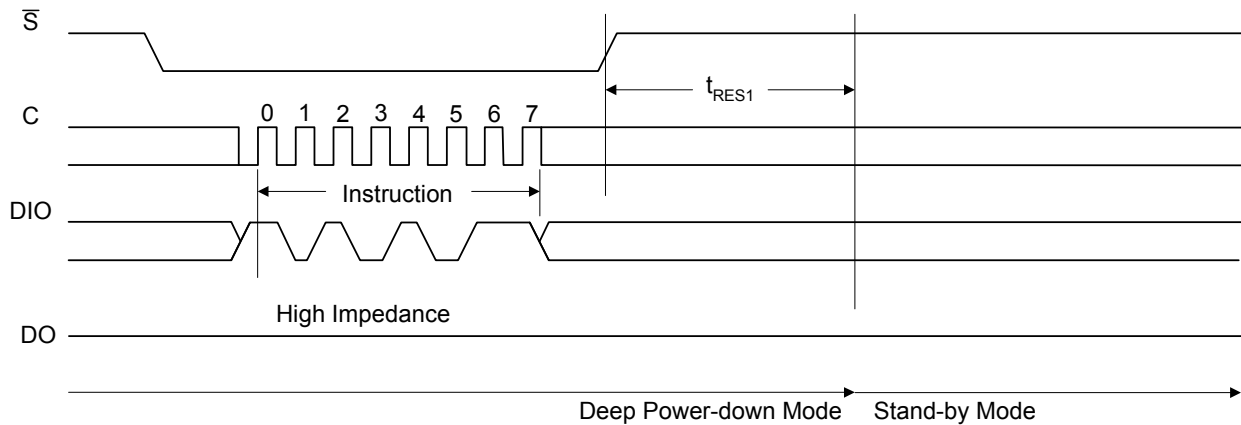 S̅
t_RES1
C
0 1 2 3 4 5 6 7
Instruction
DIO
High Impedance
DO
Deep Power-down Mode Stand-by Mode